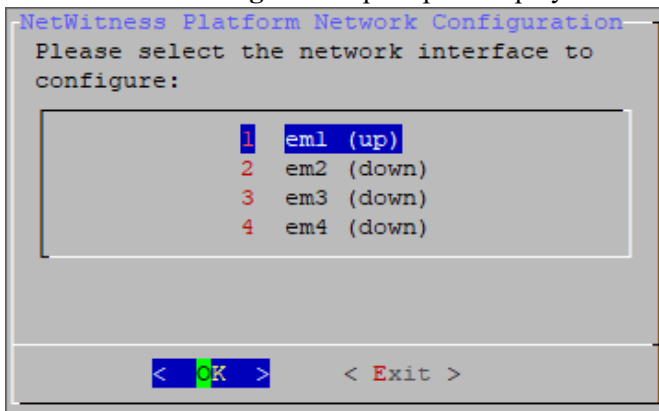 NetWitness Platform Network Configuration
Please select the network interface to
configure:
1 em1 (up)
2 em2 (down)
3 em3 (down)
4 em4 (down)
< OK > < Exit >